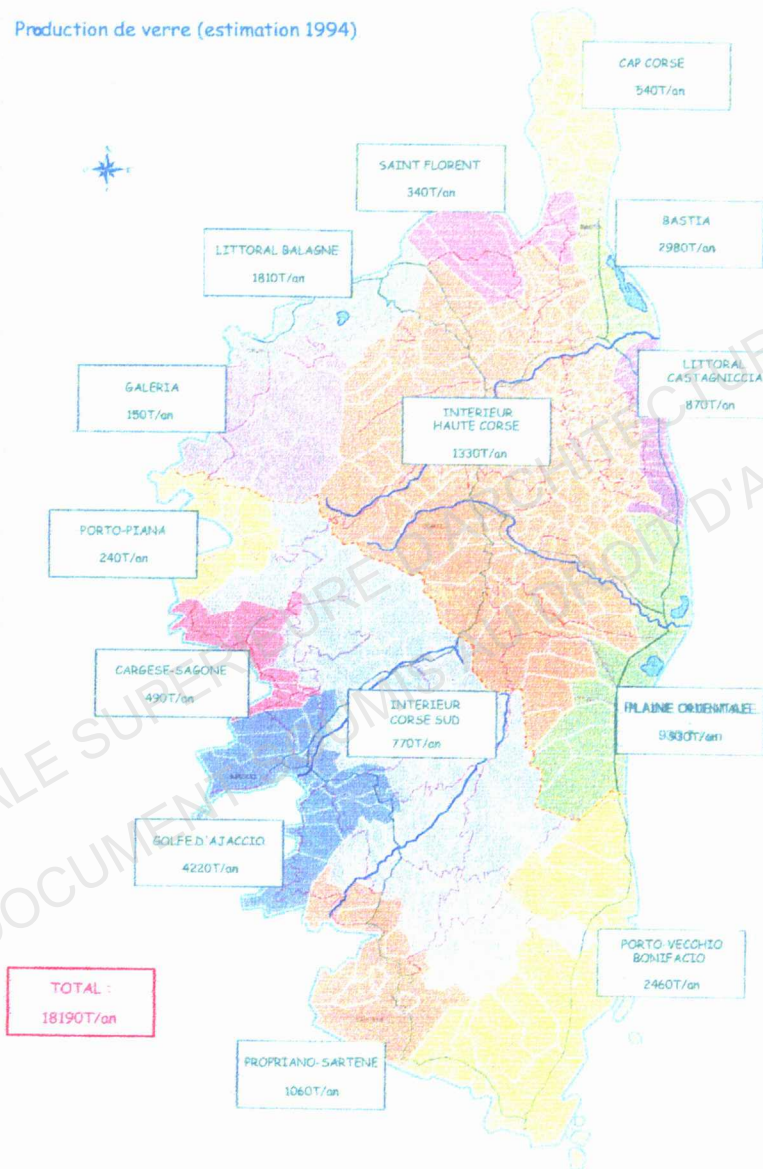 Production de verre (estimation 1994)
CAP CORSE
540T/an
SAINT FLORENT
340T/an
BASTIA
2980T/an
LITTORAL BALAGNE
1810T/an
LITTORAL
CASTAGNICCIA
870T/an
GALERIA
150T/an
INTERIEUR
HAUTE CORSE
1330T/an
PORTO-PIANA
240T/an
CARGESE-SAGONE
490T/an
INTERIEUR
CORSE SUD
770T/an
PLAINE ORIENTALE
930T/an
GOLFE D'AJACCIO
4220T/an
PORTO-VECCHIO
BONIFACIO
2460T/an
TOTAL :
18190T/an
PROPRIANO-SARTENE
1060T/an